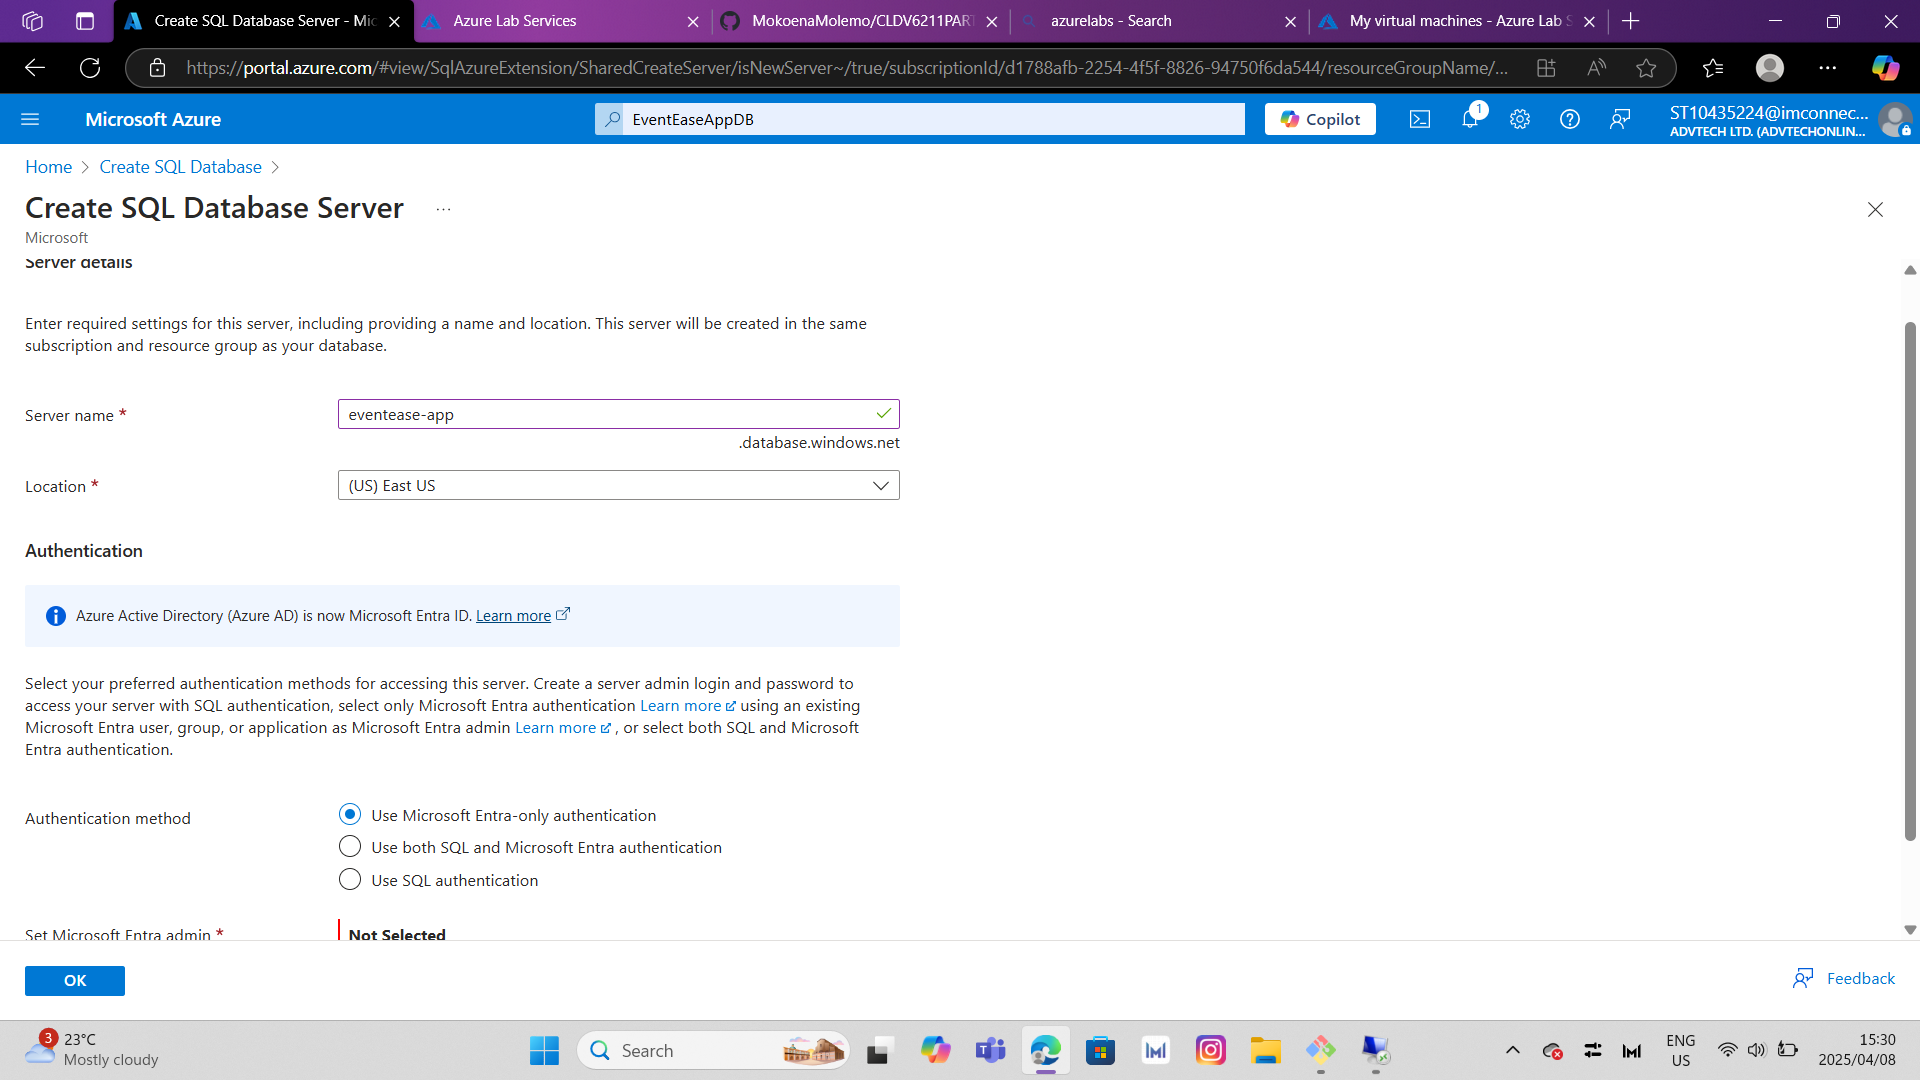 Create SQL Database Server - Mic
Azure Lab Services
MokoenaMolemo/CLDV6211PART
azurelabs - Search
My virtual machines - Azure Lab S
https://portal.azure.com/#view/SqlAzureExtension/SharedCreateServer/isNewServer~/true/subscriptionId/d1788afb-2254-4f5f-8826-94750f6da544/resourceGroupName/...
Microsoft Azure
EventEaseAppDB
Copilot
1
ST10435224@imconnec...
ADVTECH LTD. (ADVTECHONLIN...
Home > Create SQL Database >
Create SQL Database Server ...
Microsoft
Server details
Enter required settings for this server, including providing a name and location. This server will be created in the same
subscription and resource group as your database.
Server name *
eventease-app
.database.windows.net
Location *
(US) East US
Authentication
Azure Active Directory (Azure AD) is now Microsoft Entra ID. Learn more
Select your preferred authentication methods for accessing this server. Create a server admin login and password to
access your server with SQL authentication, select only Microsoft Entra authentication Learn more using an existing
Microsoft Entra user, group, or application as Microsoft Entra admin Learn more , or select both SQL and Microsoft
Entra authentication.
Authentication method
Use Microsoft Entra-only authentication
Use both SQL and Microsoft Entra authentication
Use SQL authentication
Set Microsoft Entra admin *
Not Selected
OK
Feedback
3
23°C
Mostly cloudy
Search
ENG
US
15:30
2025/04/08